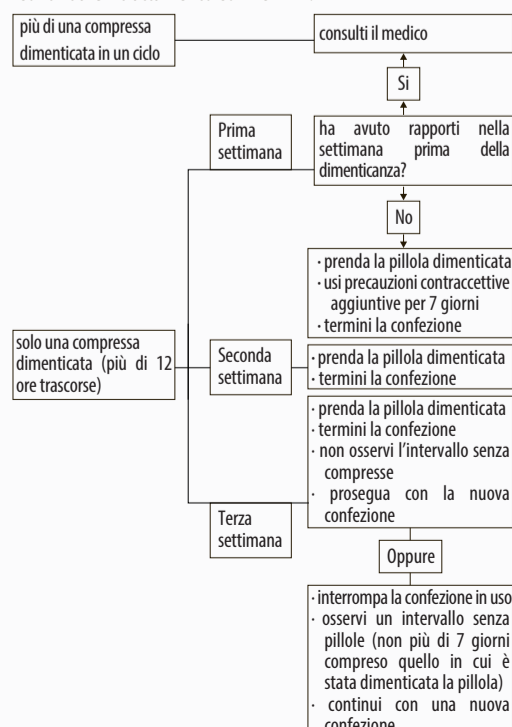 più di una compressa
dimenticata in un ciclo
consulti il medico
Si
Prima
settimana
ha avuto rapporti nella
settimana prima della
dimenticanza?
No
· prenda la pillola dimenticata
· usi precauzioni contraccettive
aggiuntive per 7 giorni
· termini la confezione
solo una compressa
dimenticata (più di 12
ore trascorse)
Seconda
settimana
· prenda la pillola dimenticata
· termini la confezione
· prenda la pillola dimenticata
· termini la confezione
· non osservi l'intervallo senza
compresse
· prosegua con la nuova
confezione
Terza
settimana
Oppure
· interrompa la confezione in uso
· osservi un intervallo senza
pillole (non più di 7 giorni
compreso quello in cui è
stata dimenticata la pillola)
· continui con una nuova
confezione